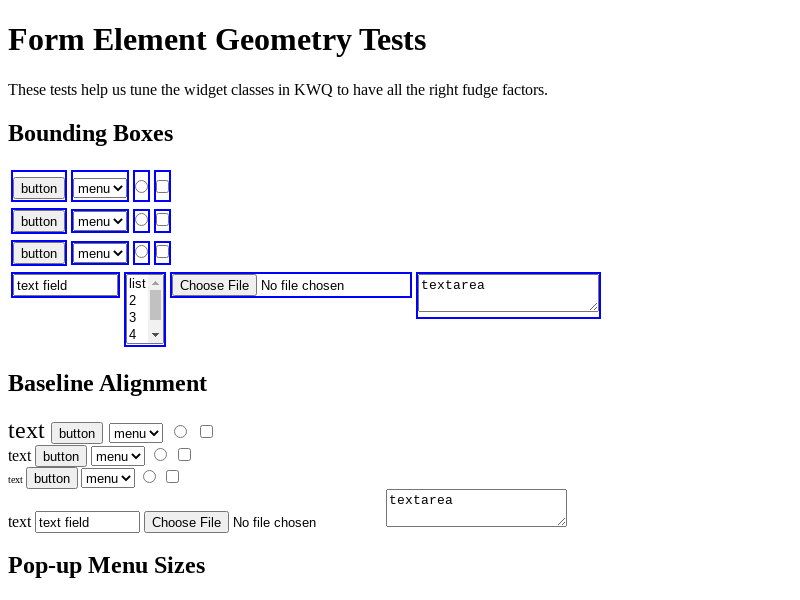 Form Element Geometry Tests
These tests help us tune the widget classes in KWQ to have all the right fudge factors.
Bounding Boxes
button menu
button menu
button menu
text field list Choose File No file chosen textarea
2
3
4
Baseline Alignment
text button menu
text button menu
text button menu
textarea
text text field Choose File No file chosen
Pop-up Menu Sizes